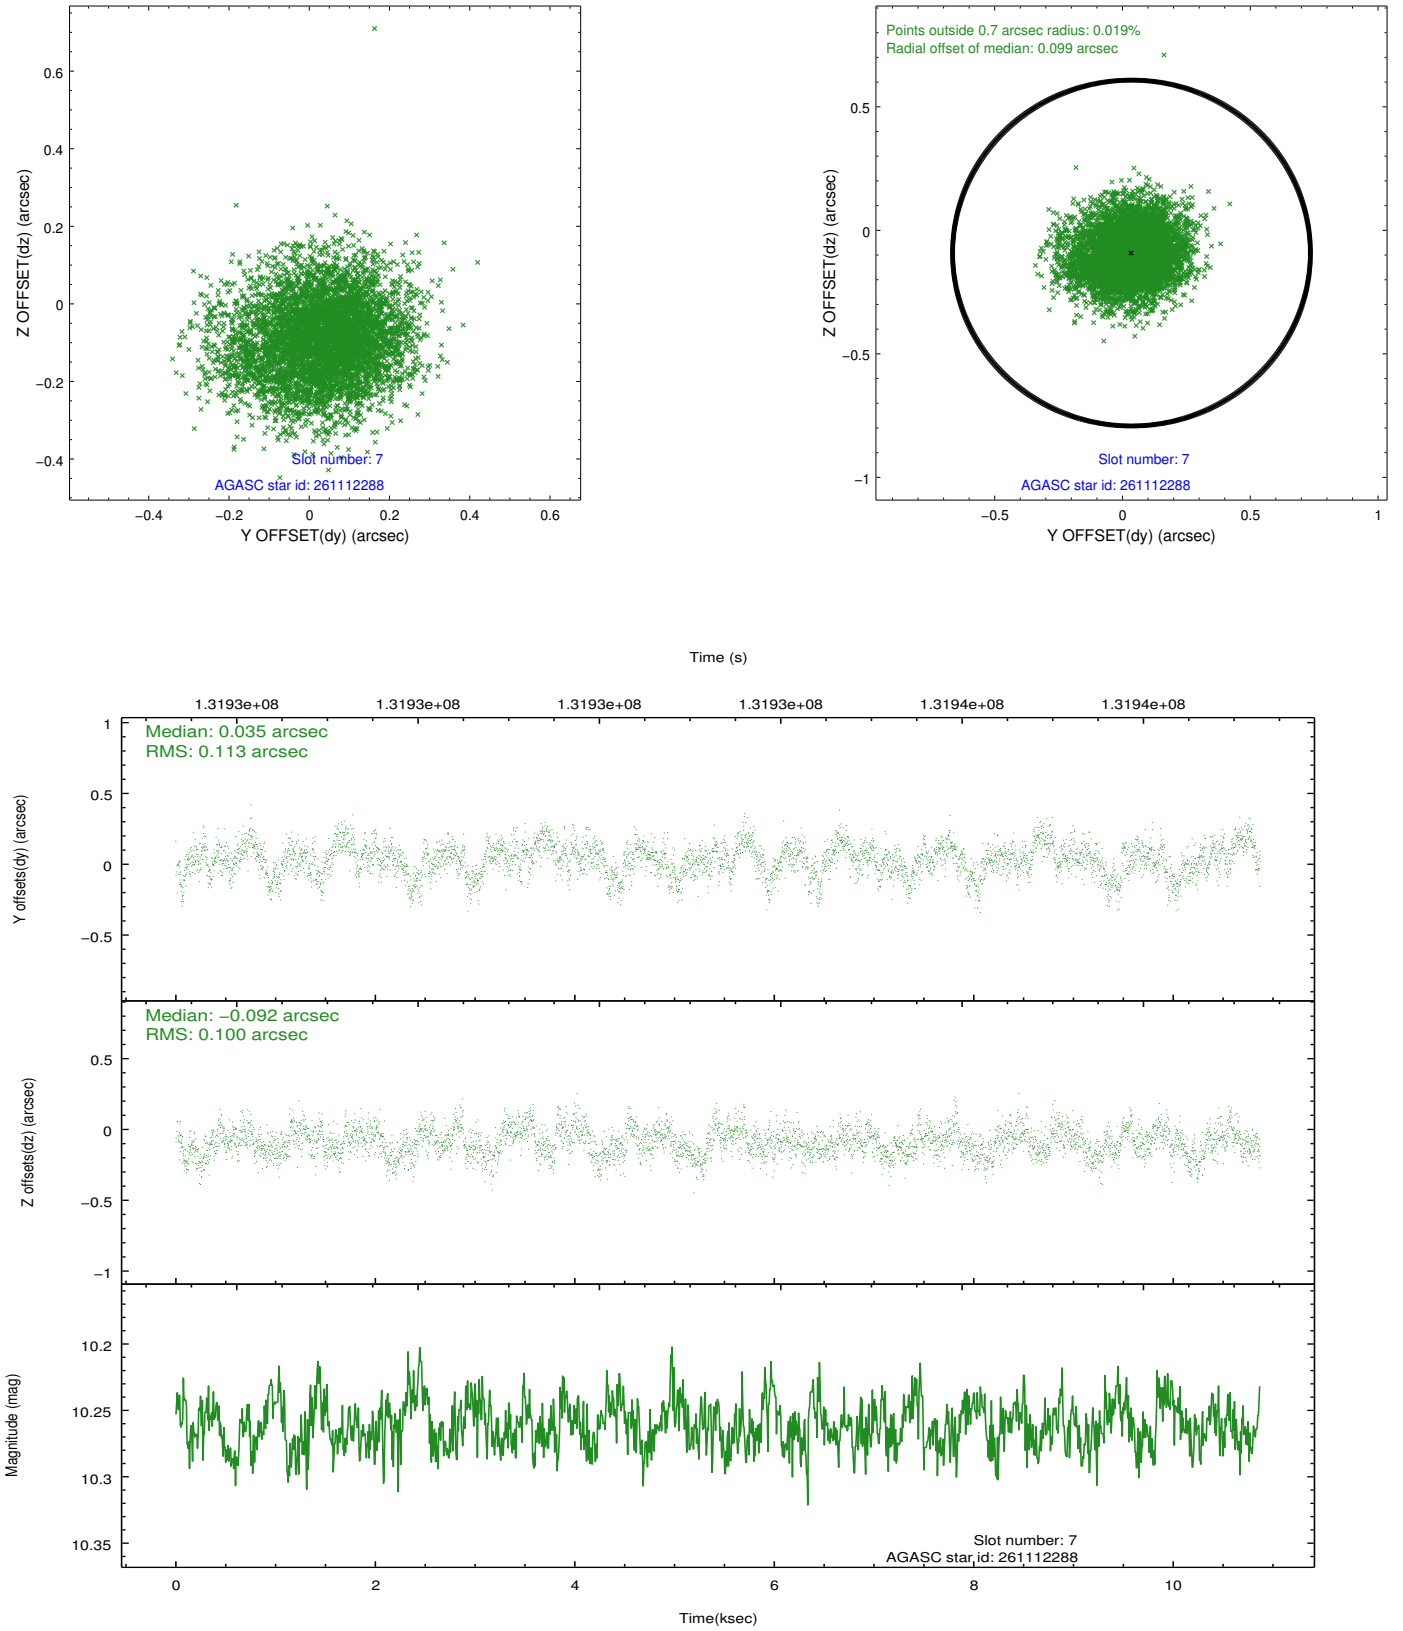 0.6
0.4
0.2
0
−0.2
−0.4
Z OFFSET(dz) (arcsec)
Slot number: 7
AGASC star id: 261112288
−0.4 −0.2 0 0.2 0.4 0.6
Y OFFSET(dy) (arcsec)
Points outside 0.7 arcsec radius: 0.019%
Radial offset of median: 0.099 arcsec
0.5
0
−0.5
−1
Z OFFSET(dz) (arcsec)
Slot number: 7
AGASC star id: 261112288
−0.5 0 0.5 1
Y OFFSET(dy) (arcsec)
Time (s)
1.3193e+08 1.3193e+08 1.3193e+08 1.3193e+08 1.3194e+08 1.3194e+08
Median: 0.035 arcsec
RMS: 0.113 arcsec
1
0.5
0
−0.5
Y offsets(dy) (arcsec)
Median: −0.092 arcsec
RMS: 0.100 arcsec
0.5
0
−0.5
−1
Z offsets(dz) (arcsec)
10.2
10.25
10.3
10.35
Magnitude (mag)
Slot number: 7
AGASC star id: 261112288
0 2 4 6 8 10
Time(ksec)